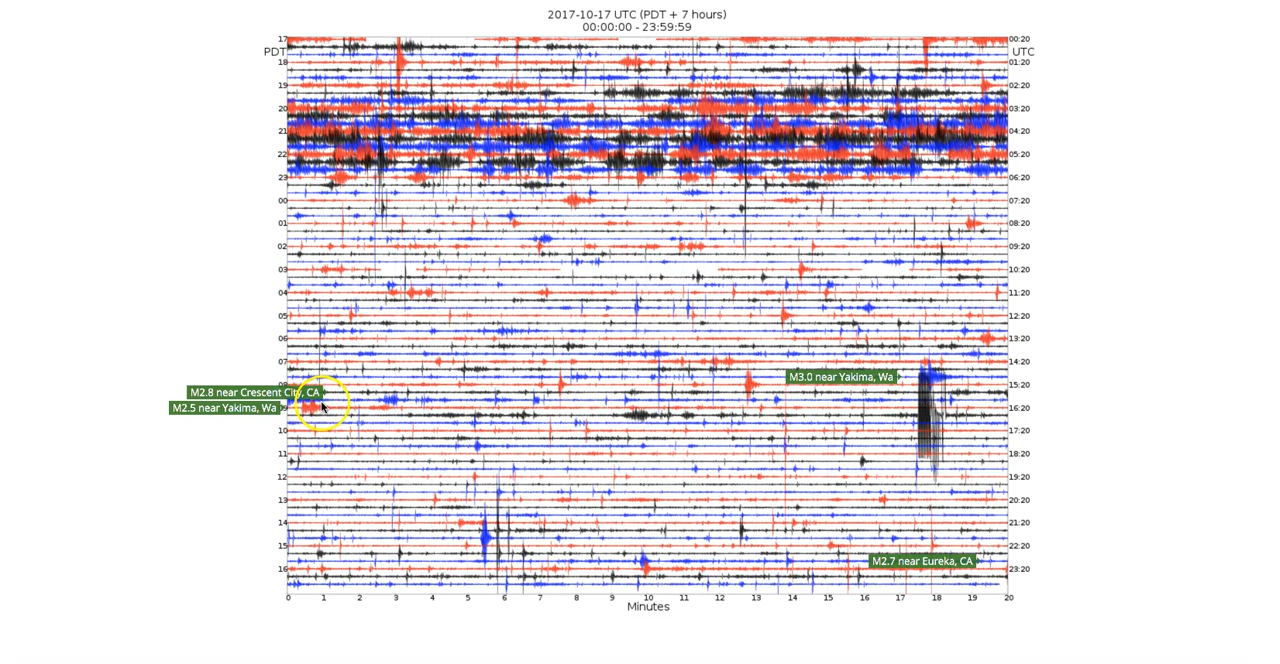 2017-10-17 UTC (PDT + 7 hours)
00:00:00 - 23:59:59
PDT UTC
17 00:20
18 01:20
19 02:20
20 03:20
21 04:20
22 05:20
23 06:20
00 07:20
01 08:20
02 09:20
03 10:20
04 11:20
05 12:20
06 13:20
07 14:20
M3.0 near Yakima, Wa
15:20
M2.8 near Crescent City, CA
M2.5 near Yakima, Wa
16:20
10 17:20
11 18:20
12 19:20
13 20:20
14 21:20
15 22:20
M2.7 near Eureka, CA
16 23:20
0 1 2 3 4 5 6 7 8 9 10 11 12 13 14 15 16 17 18 19 20
Minutes